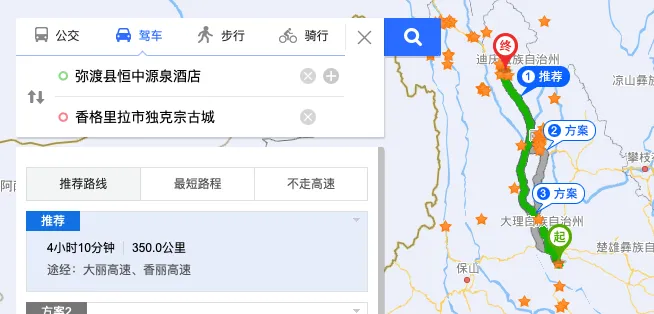 公交 驾车 步行 骑行
弥渡县恒中源泉酒店
香格里拉市独克宗古城
推荐路线 最短路程 不走高速
推荐
4小时10分钟 350.0公里
途经：大丽高速、香丽高速
方案2
终
迪庆藏族自治州
1 推荐
凉山彝族自
2 方案
攀枝
3 方案
大理白族自治州
起
楚雄彝族自
保山
阿南